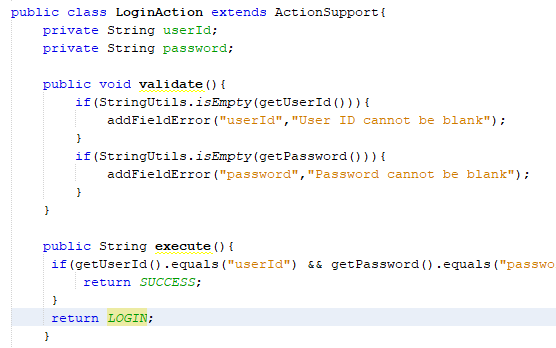 public class LoginAction extends ActionSupport{
private String userId;
private String password;
public void validate(){
if(StringUtils.isEmpty(getUserId())){
addFieldError("userId","User ID cannot be blank");
}
if(StringUtils.isEmpty(getPassword())){
addFieldError("password","Password cannot be blank");
}
}
public String execute(){
if(getUserId().equals("userId") && getPassword().equals("passwo
return SUCCESS;
}
return LOGIN;
}